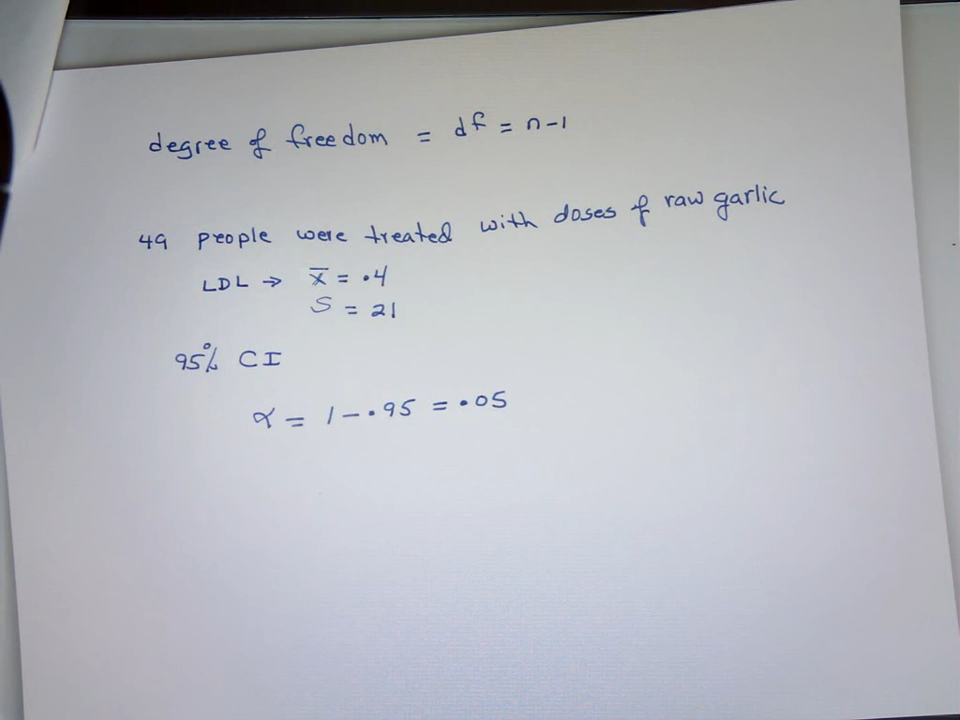 degree of freedom = df = n-1
49 people were treated with doses of raw garlic
LDL → x̄ = .4
S = 21
95% CI
α = 1 - .95 = .05